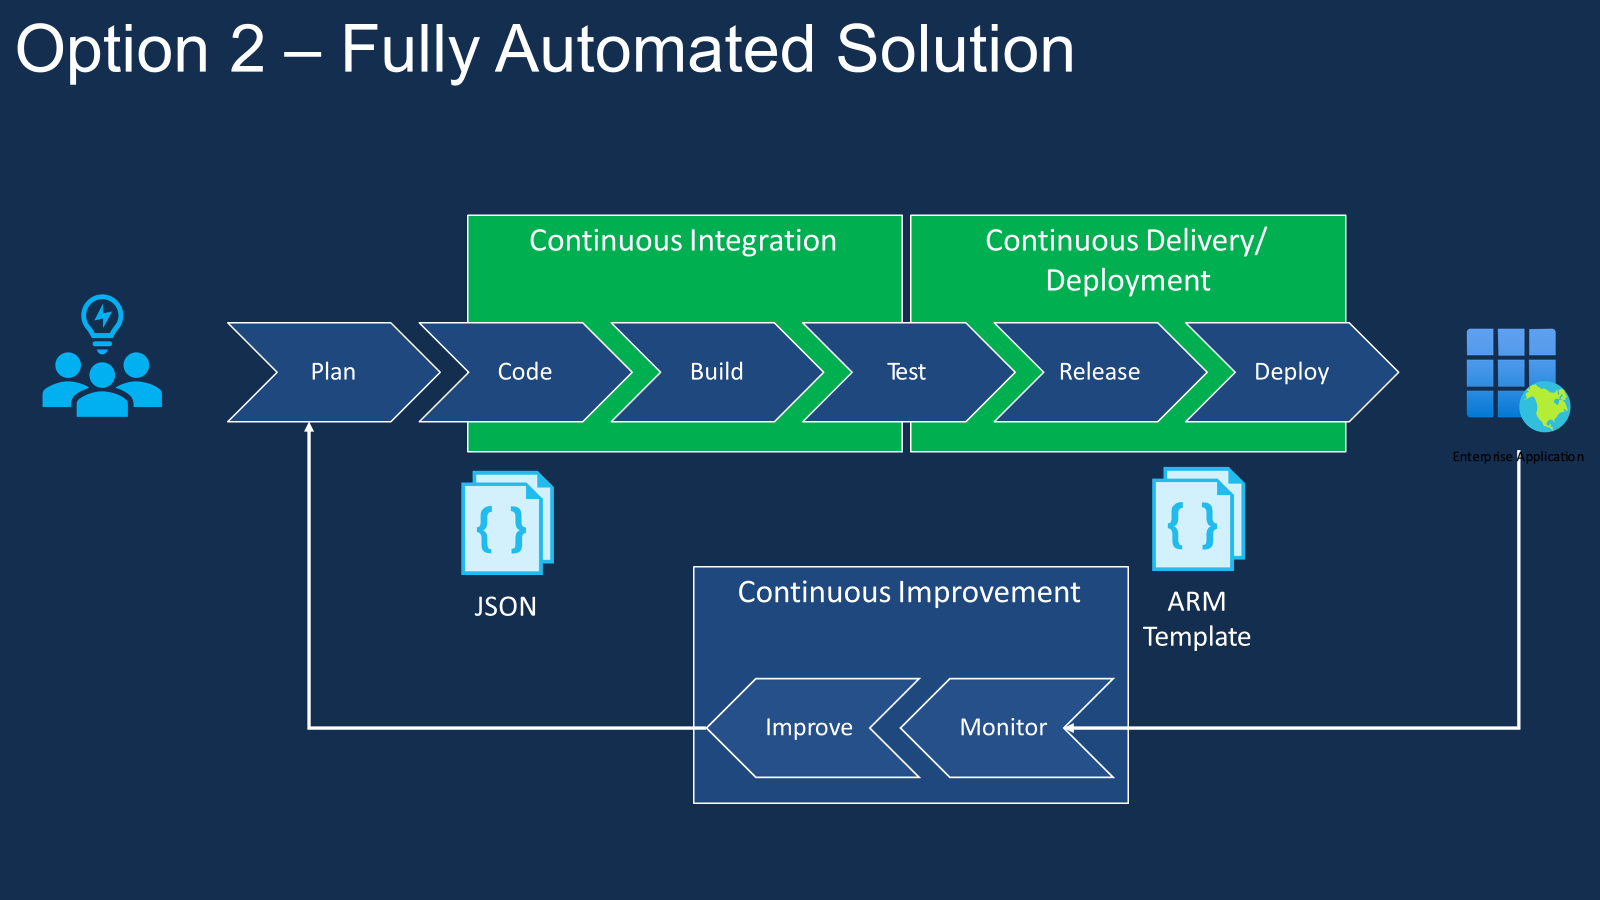 Option 2 – Fully Automated Solution
Continuous Integration
Continuous Delivery/
Deployment
Plan
Code
Build
Test
Release
Deploy
Enterprise Application
{ }
JSON
{ }
ARM
Template
Continuous Improvement
Improve
Monitor